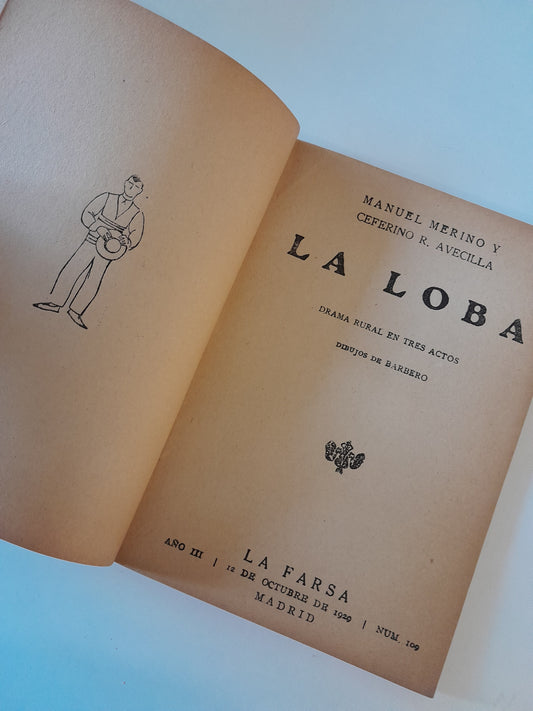 MANUEL MERINO Y
CEFERINO R. AVECILLA
LA LOBA
DRAMA RURAL EN TRES ACTOS
DIBUJOS DE BARBERO
LA FARSA
AÑO III | 12 DE OCTUBRE DE 1929 | NUM. 109
MADRID